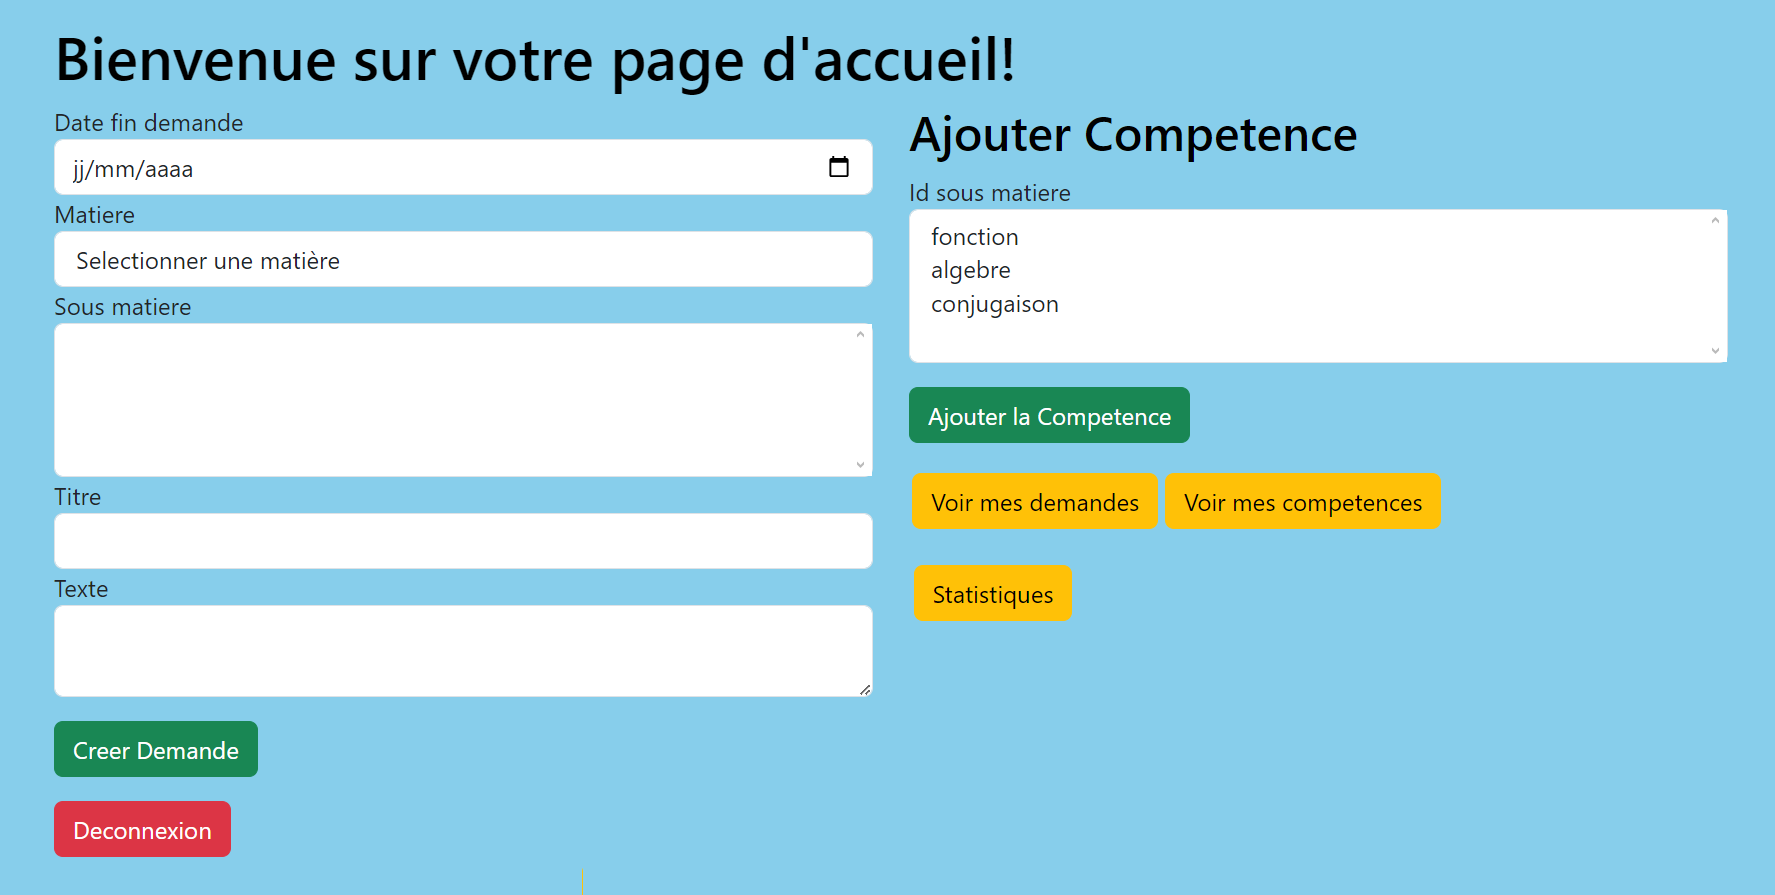 Bienvenue sur votre page d'accueil!
Date fin demande
jj/mm/aaaa
Matiere
Selectionner une matière
Sous matiere
Titre
Texte
Creer Demande
Deconnexion
Ajouter Competence
Id sous matiere
fonction
algebre
conjugaison
Ajouter la Competence
Voir mes demandes Voir mes competences
Statistiques